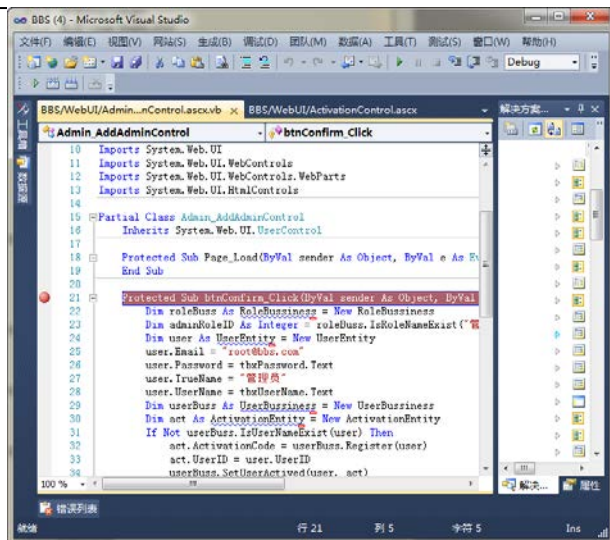 BBS (4) - Microsoft Visual Studio
文件(F) 编辑(E) 视图(V) 网站(S) 生成(B) 调试(D) 团队(M) 数据(A) 工具(T) 测试(S) 窗口(W) 帮助(H)
Debug
BBS/WebUI/Admin...nControl.ascx.vb BBS/WebUI/ActivationControl.ascx 解决方案...
Admin_AddAdminControl btnConfirm_Click
工具箱
数据源
10 Imports System.Web.UI
11 Imports System.Web.UI.WebControls
12 Imports System.Web.UI.WebControls.WebParts
13 Imports System.Web.UI.HtmlControls
14
15 Partial Class Admin_AddAdminControl
16 Inherits System.Web.UI.UserControl
17
18 Protected Sub Page_Load(ByVal sender As Object, ByVal e As Ev
19 End Sub
20
21 Protected Sub btnConfirm_Click(ByVal sender As Object, ByVal
22 Dim roleBuss As RoleBussiness = New RoleBussiness
23 Dim adminRoleID As Integer = roleBuss.IsRoleNameExist("管
24 Dim user As UserEntity = New UserEntity
25 user.Email = "root@bbs.com"
26 user.Password = tbxPassword.Text
27 user.TrueName = "管理员"
28 user.UserName = tbxUserName.Text
29 Dim userBuss As UserBussiness = New UserBussiness
30 Dim act As ActivationEntity = New ActivationEntity
31 If Not userBuss.IsUserNameExist(user) Then
32 act.ActivationCode = userBuss.Register(user)
33 act.UserID = user.UserID
34 userBuss.SetUserActived(user, act)
100 %
解决... 属性
错误列表
就绪 行 21 列 5 字符 5 Ins